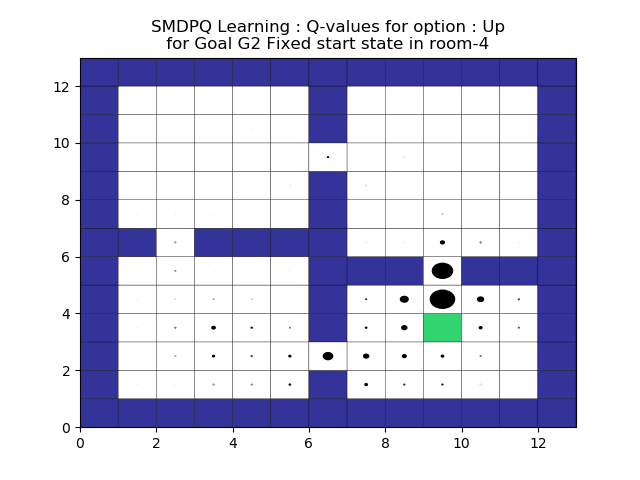 SMDPQ Learning : Q-values for option : Up
for Goal G2 Fixed start state in room-4
12
10
8
6
4
2
0
0 2 4 6 8 10 12